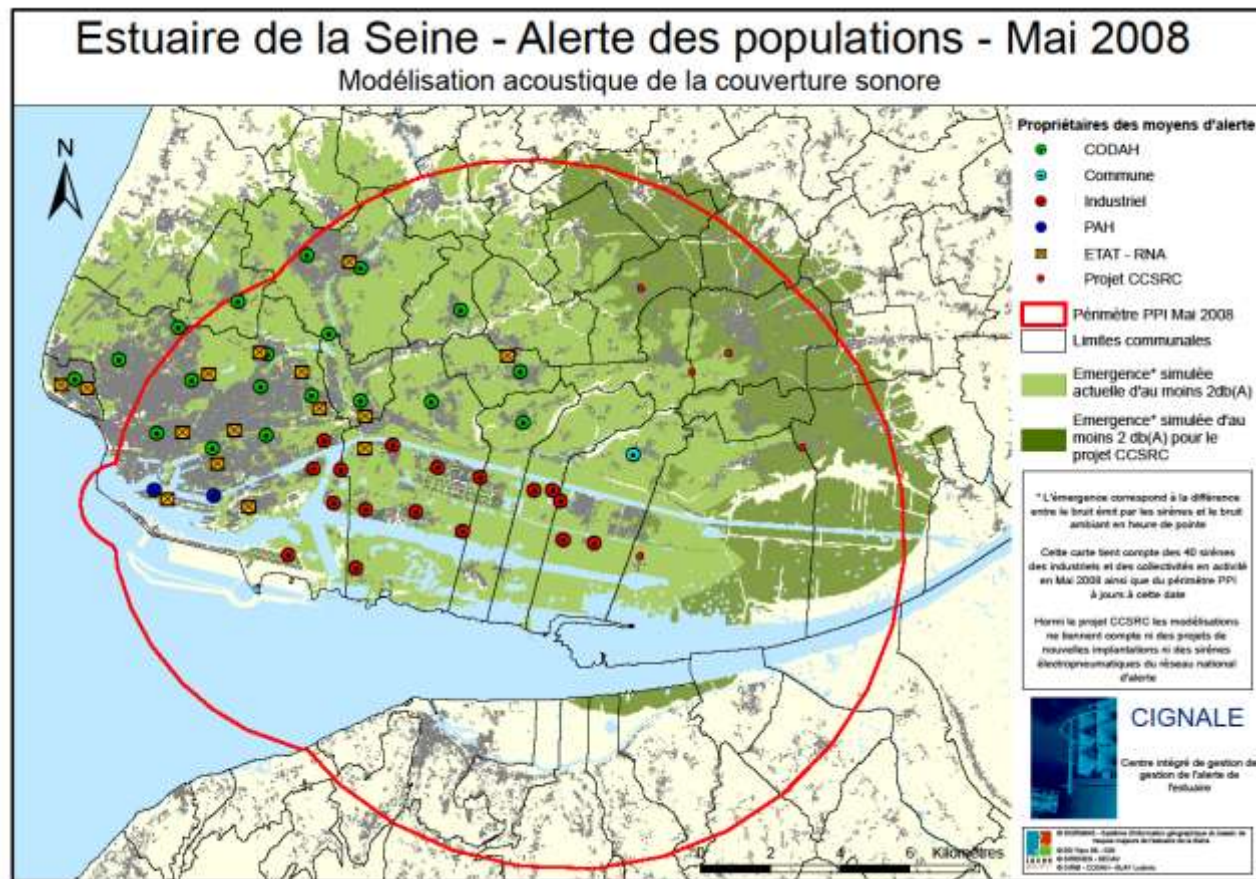 Estuaire de la Seine - Alerte des populations - Mai 2008
Modélisation acoustique de la couverture sonore
N
Propriétaires des moyens d'alerte
CODAH
Commune
Industriel
PAH
ETAT - RNA
Projet CCSRC
Périmètre PPI Mai 2008
Limites communales
Emergence* simulée
actuelle d'au moins 2db(A)
Emergence* simulée d'au
moins 2 db(A) pour le
projet CCSRC
* L'émergence correspond à la différence
entre le bruit émit par les sirènes et le bruit
ambiant en heure de pointe
Cette carte tient compte des 40 sirènes
des industriels et des collectivités en activité
en Mai 2008 ainsi que du périmètre PPI
à jours à cette date
Hormi le projet CCSRC les modélisations
ne tiennent compte ni des projets de
nouvelles implantations ni des sirènes
électropneumatiques du réseau national
d'alerte
CIGNALE
Centre intégré de gestion de
gestion de l'alerte de
l'estuaire
0 2 4 6 Kilomètres